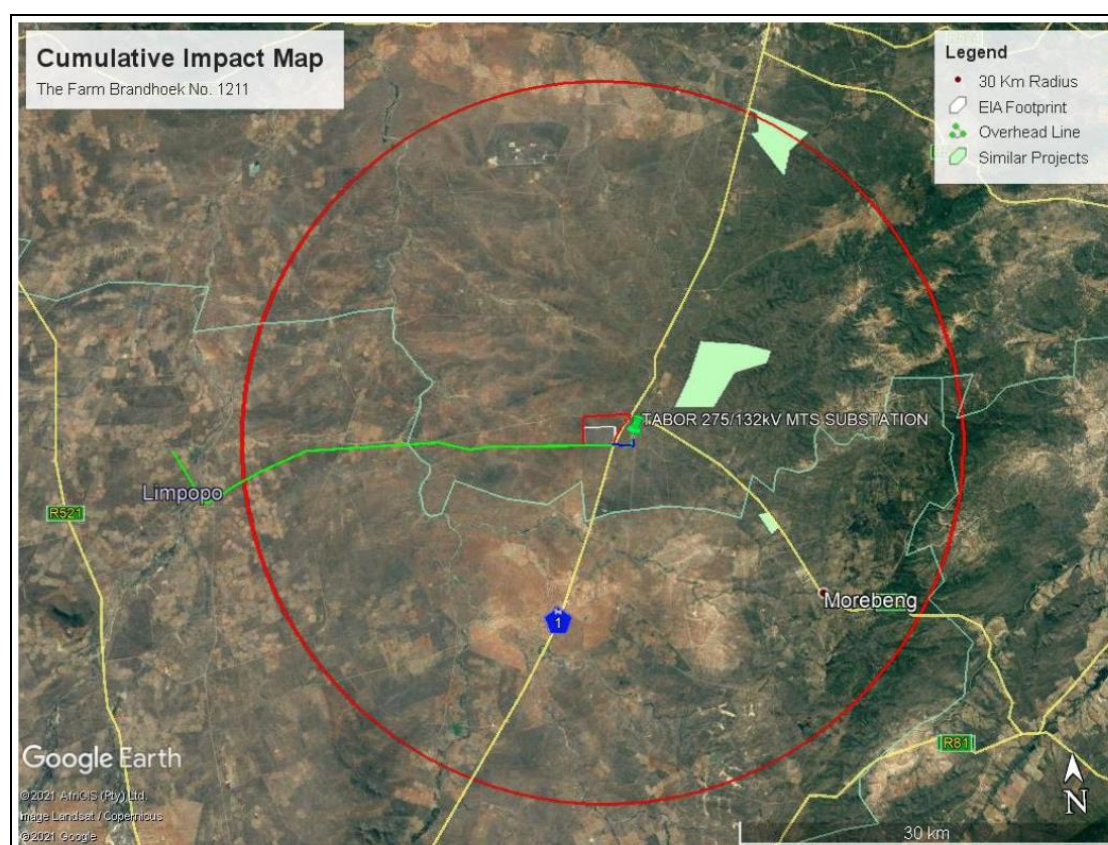 Cumulative Impact Map
The Farm Brandhoek No. 1211
Legend
30 Km Radius
EIA Footprint
Overhead Line
Similar Projects
TABOR 275/132kV MTS SUBSTATION
Limpopo
R521
Morebeng
1
R81
Google Earth
©2021 AfriGIS (Pty) Ltd.
Image Landsat / Copernicus
©2021 Google
N
30 km